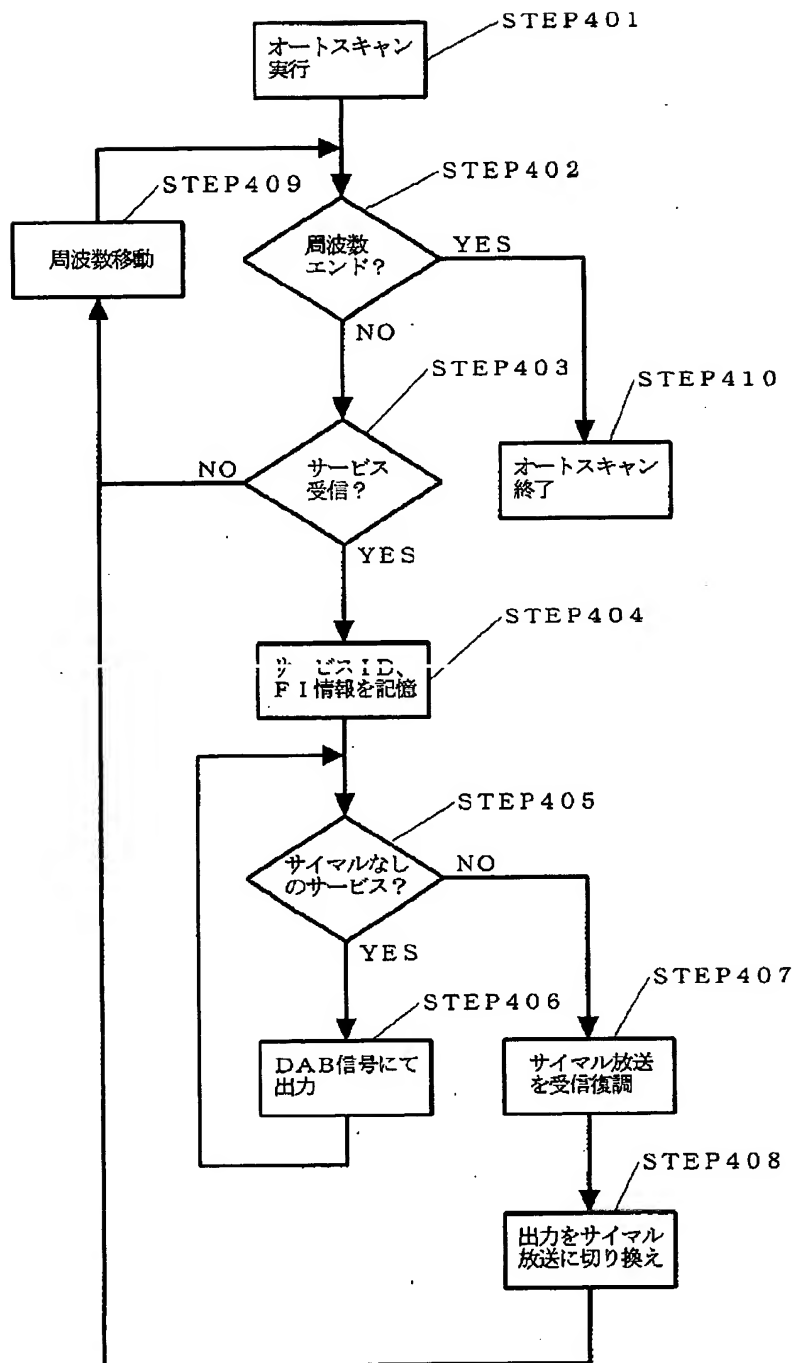 STEP401
オートスキャン
実行
STEP409
STEP402
周波数移動
周波数
エンド?
YES
NO
STEP403
STEP410
NO
サービス
受信?
オートスキャン
終了
YES
STEP404
サービスID、
FI情報を記憶
STEP405
サイマルなし
のサービス?
NO
YES
STEP407
STEP406
DAB信号にて
出力
サイマル放送
を受信復調
STEP408
出力をサイマル
放送に切り換え